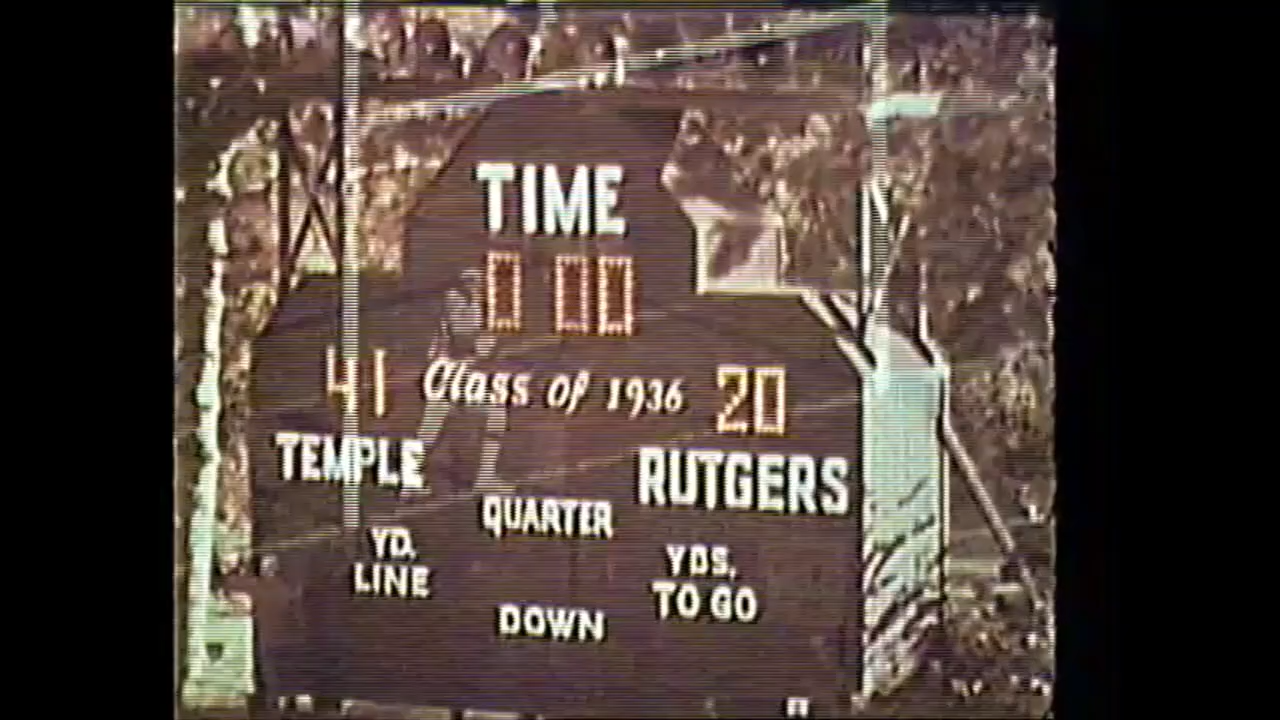 TIME
0 00
41 Class of 1936 20
TEMPLE RUTGERS
QUARTER
YD. LINE
YDS. TO GO
DOWN